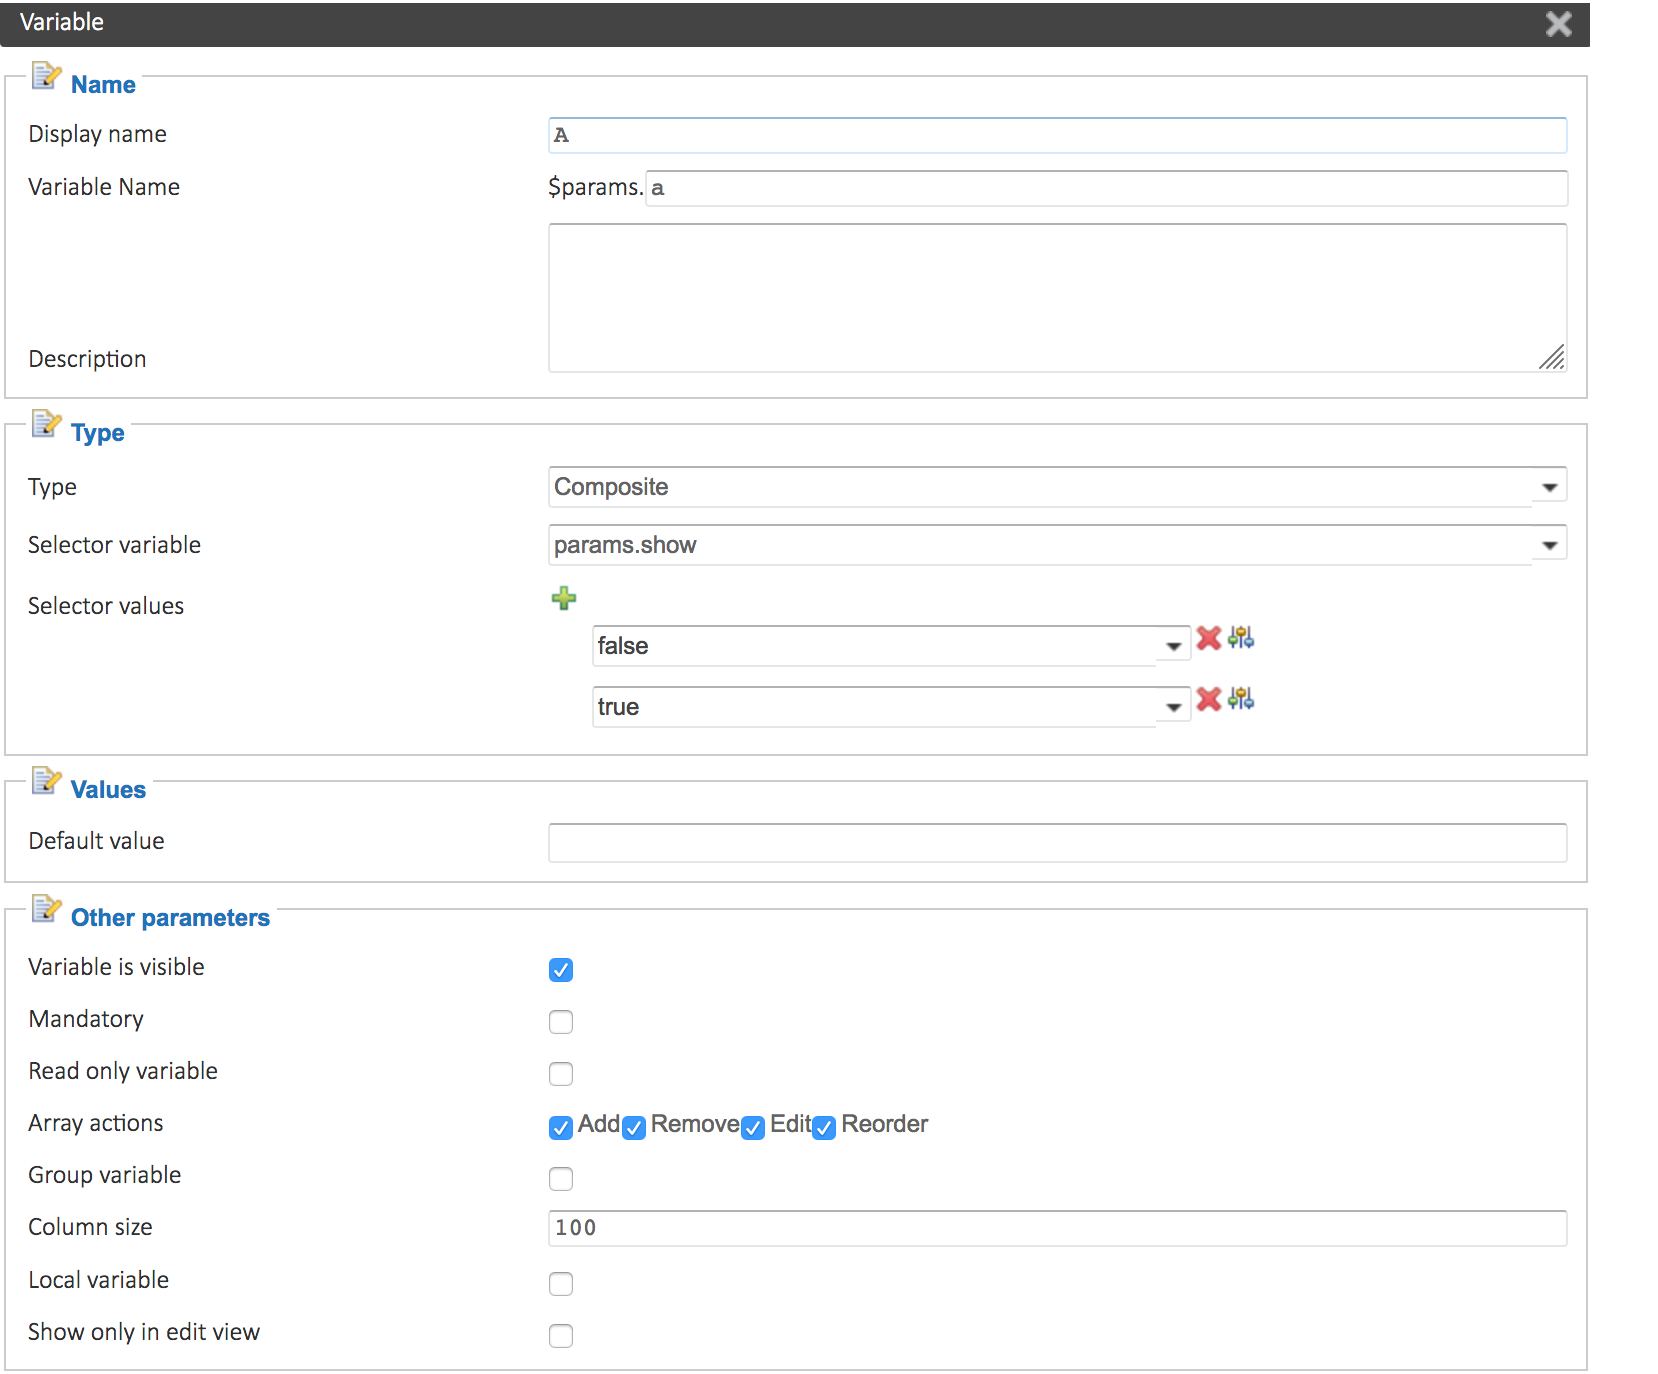 Variable
Name
Display name A
Variable Name $params. a
Description
Type
Type Composite
Selector variable params.show
Selector values
false
true
Values
Default value
Other parameters
Variable is visible
Mandatory
Read only variable
Array actions Add Remove Edit Reorder
Group variable
Column size 100
Local variable
Show only in edit view